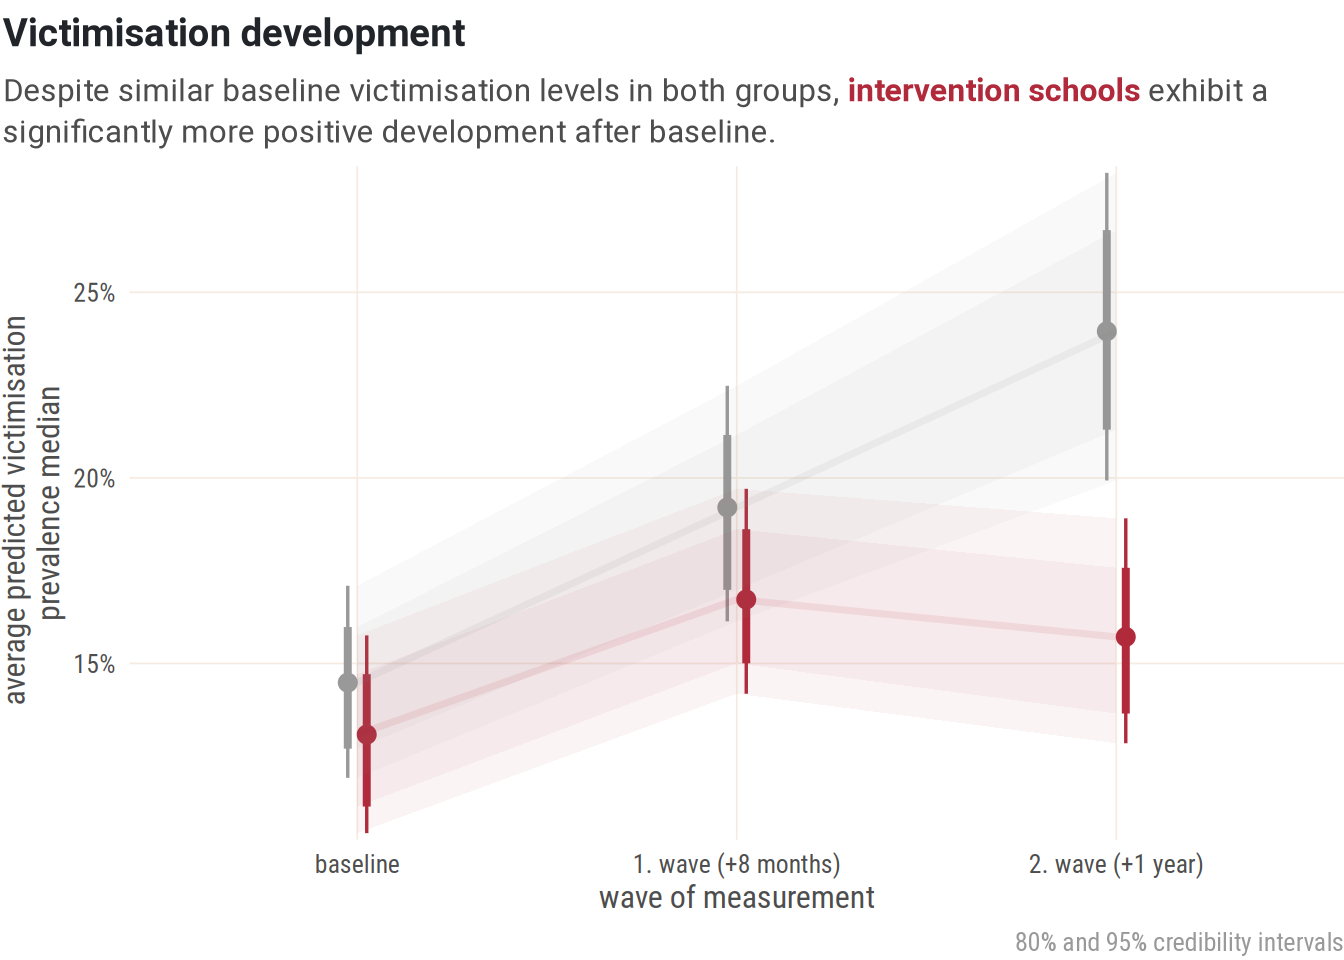 Victimisation development
Despite similar baseline victimisation levels in both groups, intervention schools exhibit a
significantly more positive development after baseline.
average predicted victimisation
prevalence median
25%
20%
15%
baseline
1. wave (+8 months)
2. wave (+1 year)
wave of measurement
80% and 95% credibility intervals